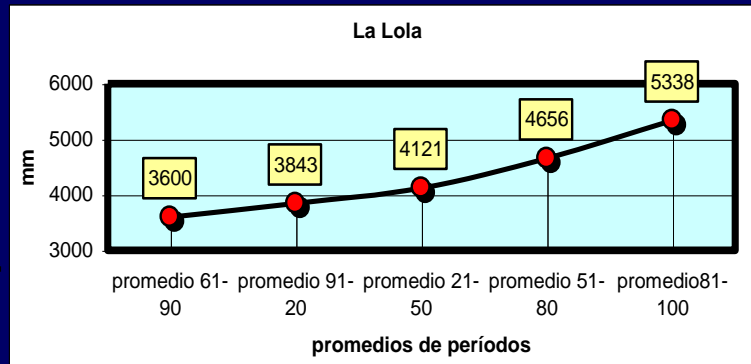 La Lola
6000
5000
4000
3000
mm
3600
3843
4121
4656
5338
promedio 61-
90
promedio 91-
20
promedio 21-
50
promedio 51-
80
promedio81-
100
promedios de períodos